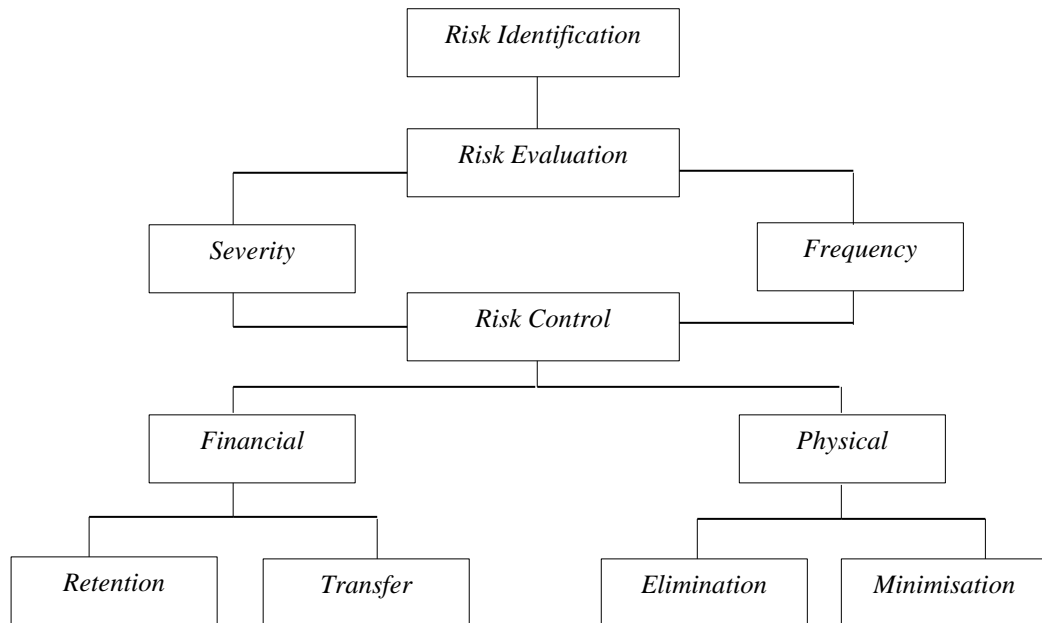 Risk Identification
Risk Evaluation
Severity
Frequency
Risk Control
Financial
Physical
Retention
Transfer
Elimination
Minimisation